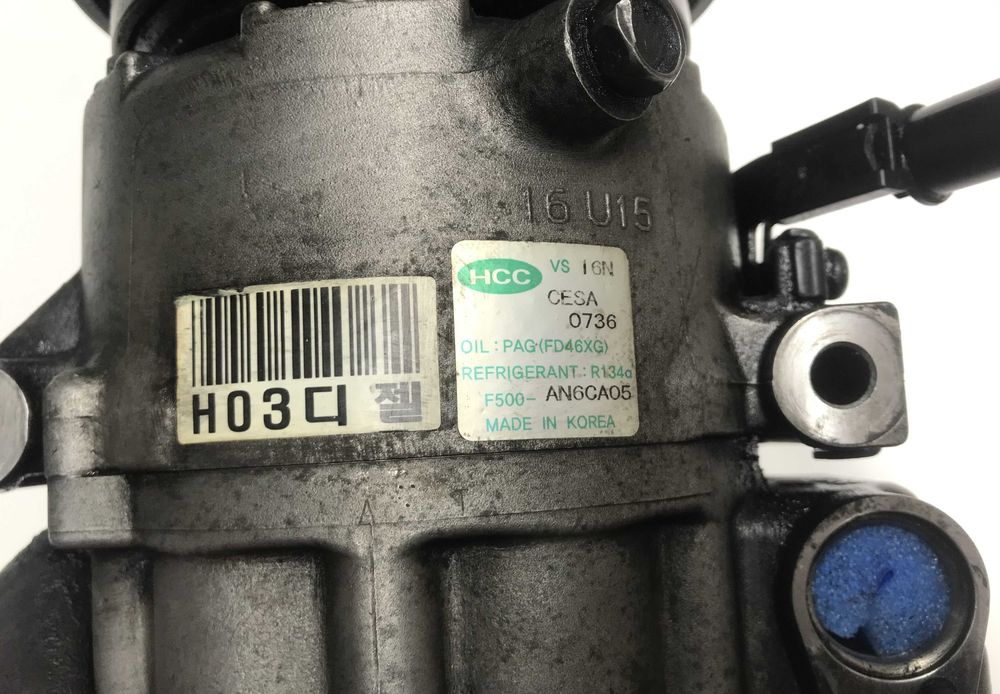 16 U15
HCC VS 16N
CESA
0736
OIL : PAG(FD46XG)
REFRIGERANT : R134a
F500- AN6CA05
MADE IN KOREA
H03디 젤